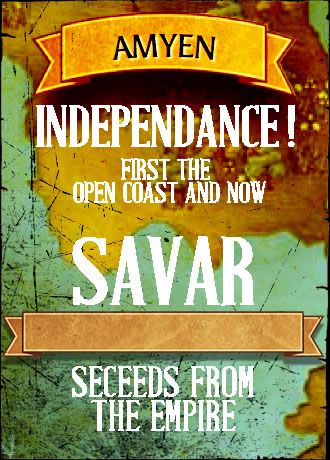 AMYEN
INDEPENDANCE!
FIRST THE
OPEN COAST AND NOW
SAVAR
SECEEDS FROM
THE EMPIRE